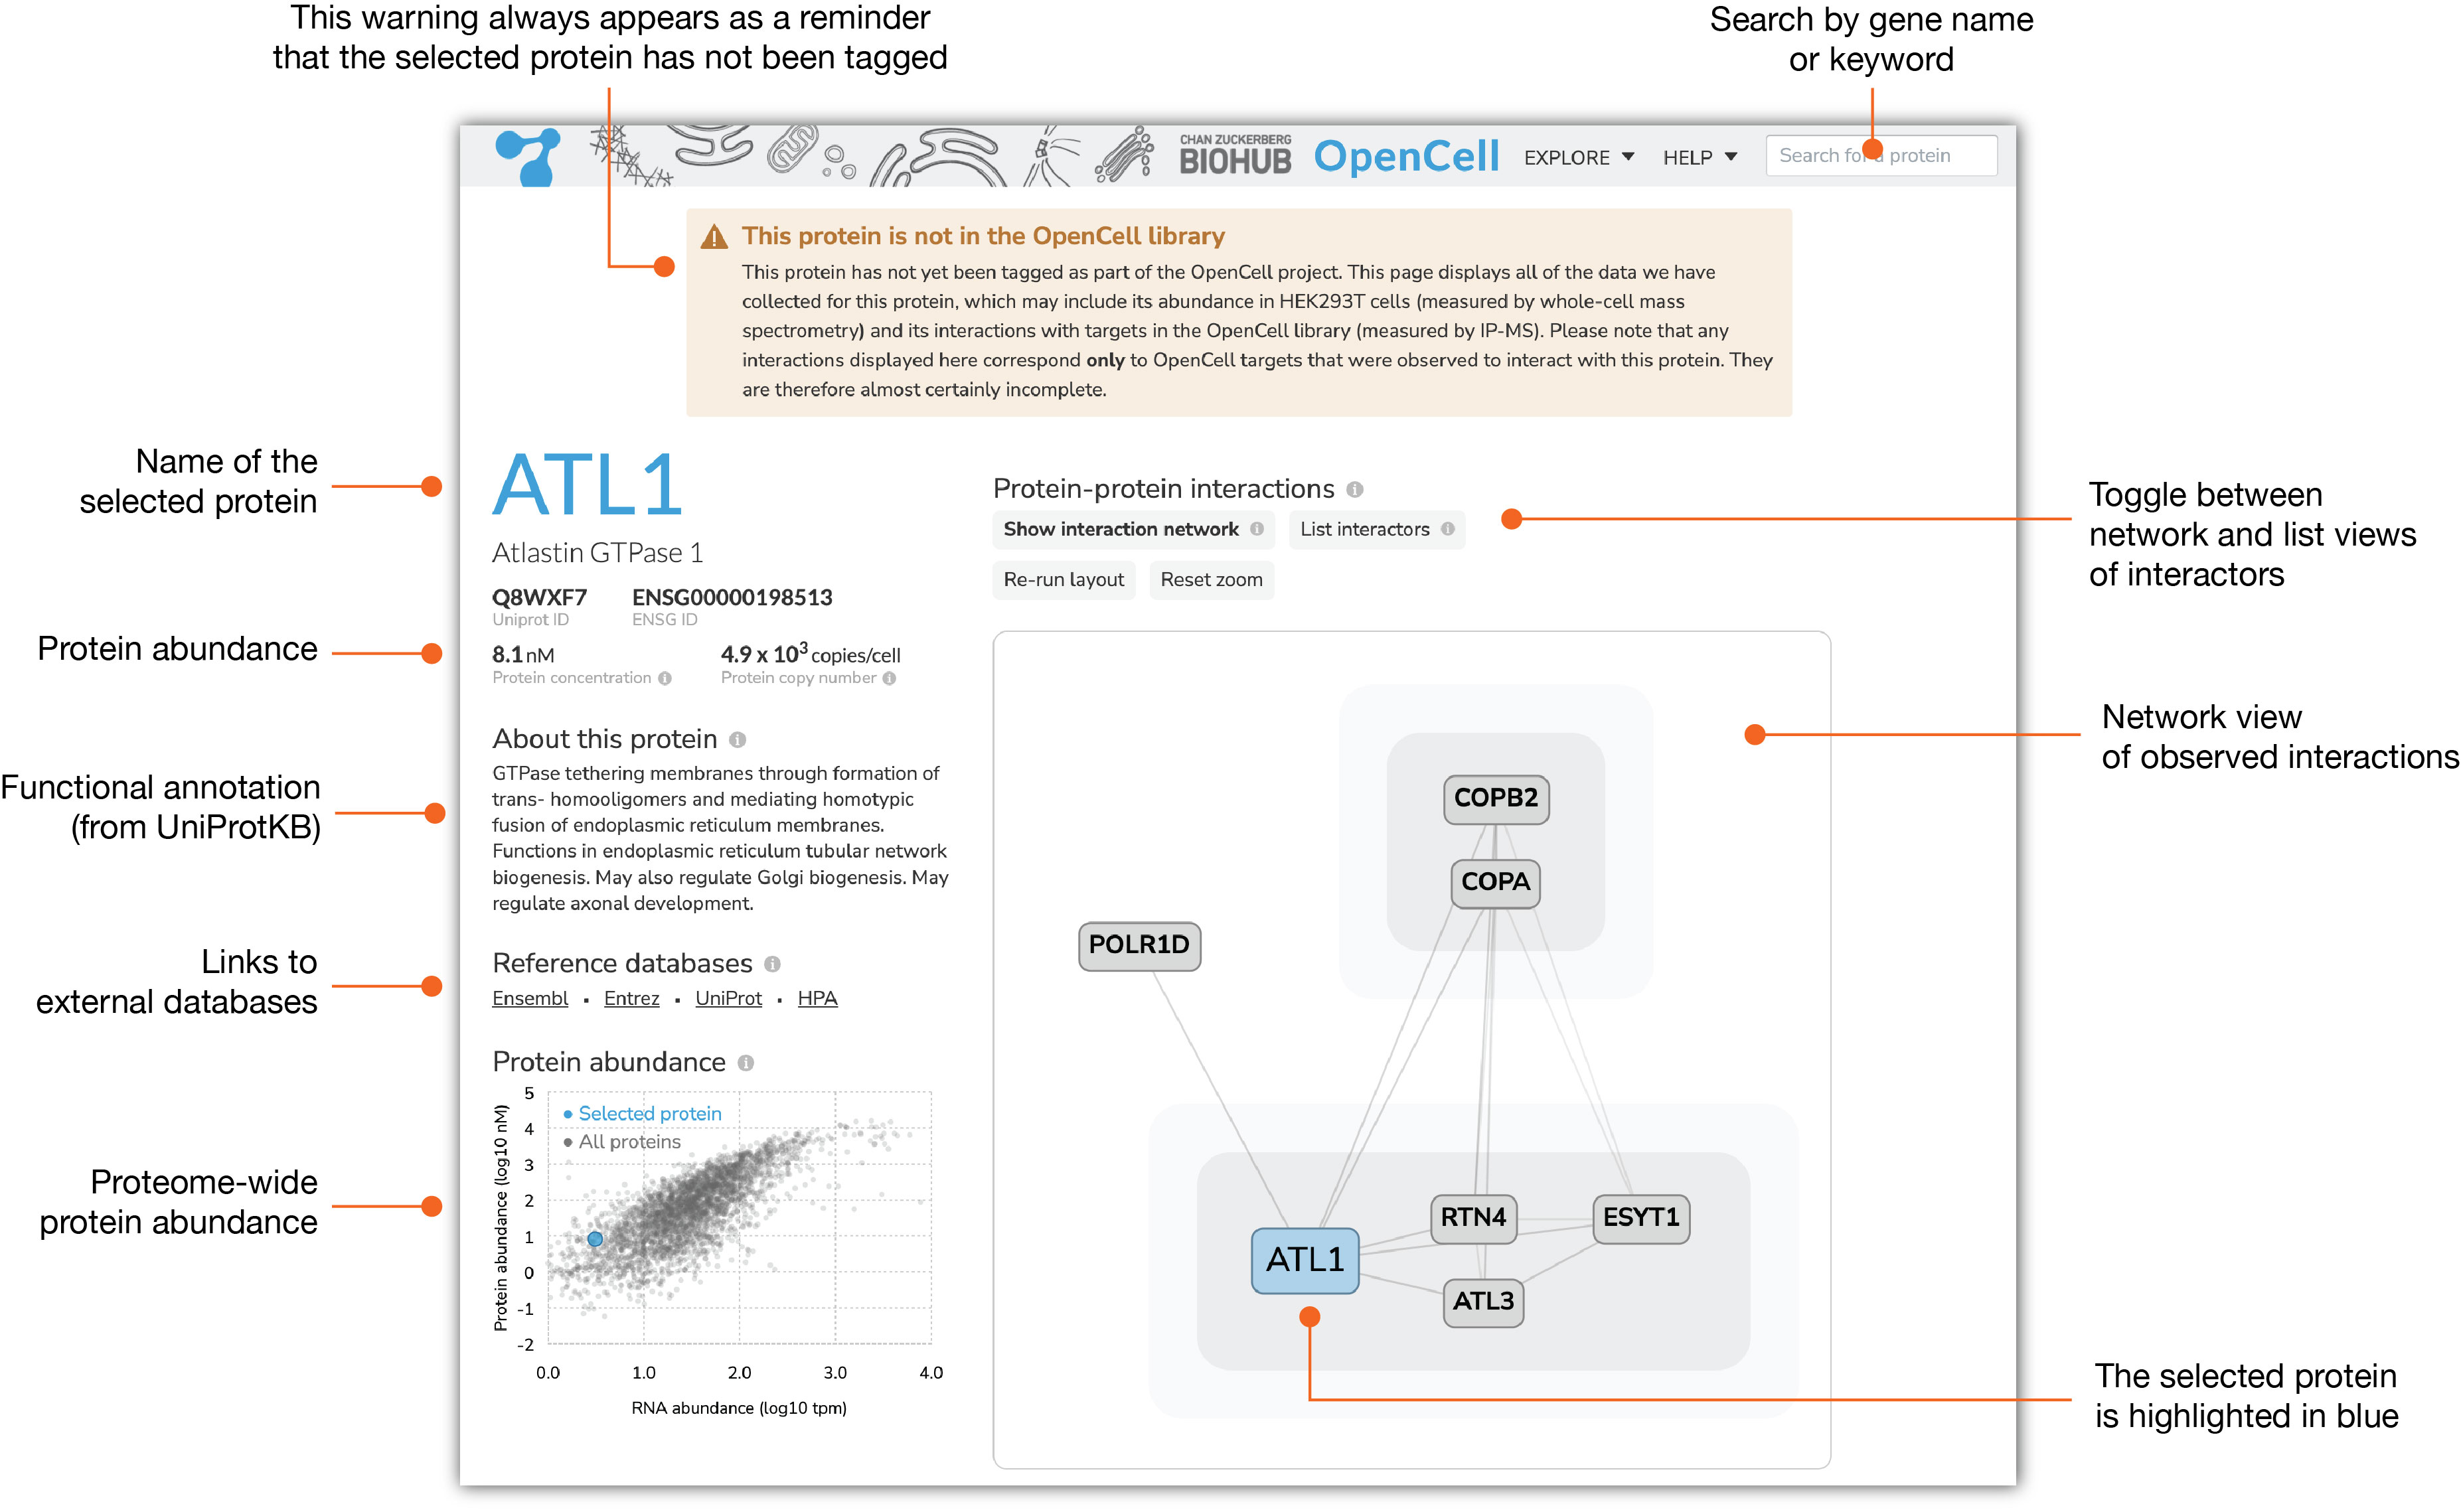 This warning always appears as a reminder
that the selected protein has not been tagged
Search by gene name
or keyword
CHAN ZUCKERBERG
BIOHUB
OpenCell
EXPLORE
HELP
Search for a protein
This protein is not in the OpenCell library
This protein has not yet been tagged as part of the OpenCell project. This page displays all of the data we have
collected for this protein, which may include its abundance in HEK293T cells (measured by whole-cell mass
spectrometry) and its interactions with targets in the OpenCell library (measured by IP-MS). Please note that any
interactions displayed here correspond only to OpenCell targets that were observed to interact with this protein. They
are therefore almost certainly incomplete.
Name of the
selected protein
ATL1
Atlastin GTPase 1
Q8WXF7 ENSG00000198513
Uniprot ID ENSG ID
Protein abundance
8.1 nM 4.9 x 10³ copies/cell
Protein concentration Protein copy number
Functional annotation
(from UniProtKB)
About this protein
GTPase tethering membranes through formation of
trans- homooligomers and mediating homotypic
fusion of endoplasmic reticulum membranes.
Functions in endoplasmic reticulum tubular network
biogenesis. May also regulate Golgi biogenesis. May
regulate axonal development.
Links to
external databases
Reference databases
Ensembl ▪ Entrez ▪ UniProt ▪ HPA
Proteome-wide
protein abundance
Protein abundance
Protein abundance (log10 nM)
5
4
3
2
1
0
-1
-2
Selected protein
All proteins
0.0 1.0 2.0 3.0 4.0
RNA abundance (log10 tpm)
Protein-protein interactions
Show interaction network List interactors
Re-run layout Reset zoom
Toggle between
network and list views
of interactors
Network view
of observed interactions
COPB2
COPA
POLR1D
RTN4
ESYT1
ATL1
ATL3
The selected protein
is highlighted in blue